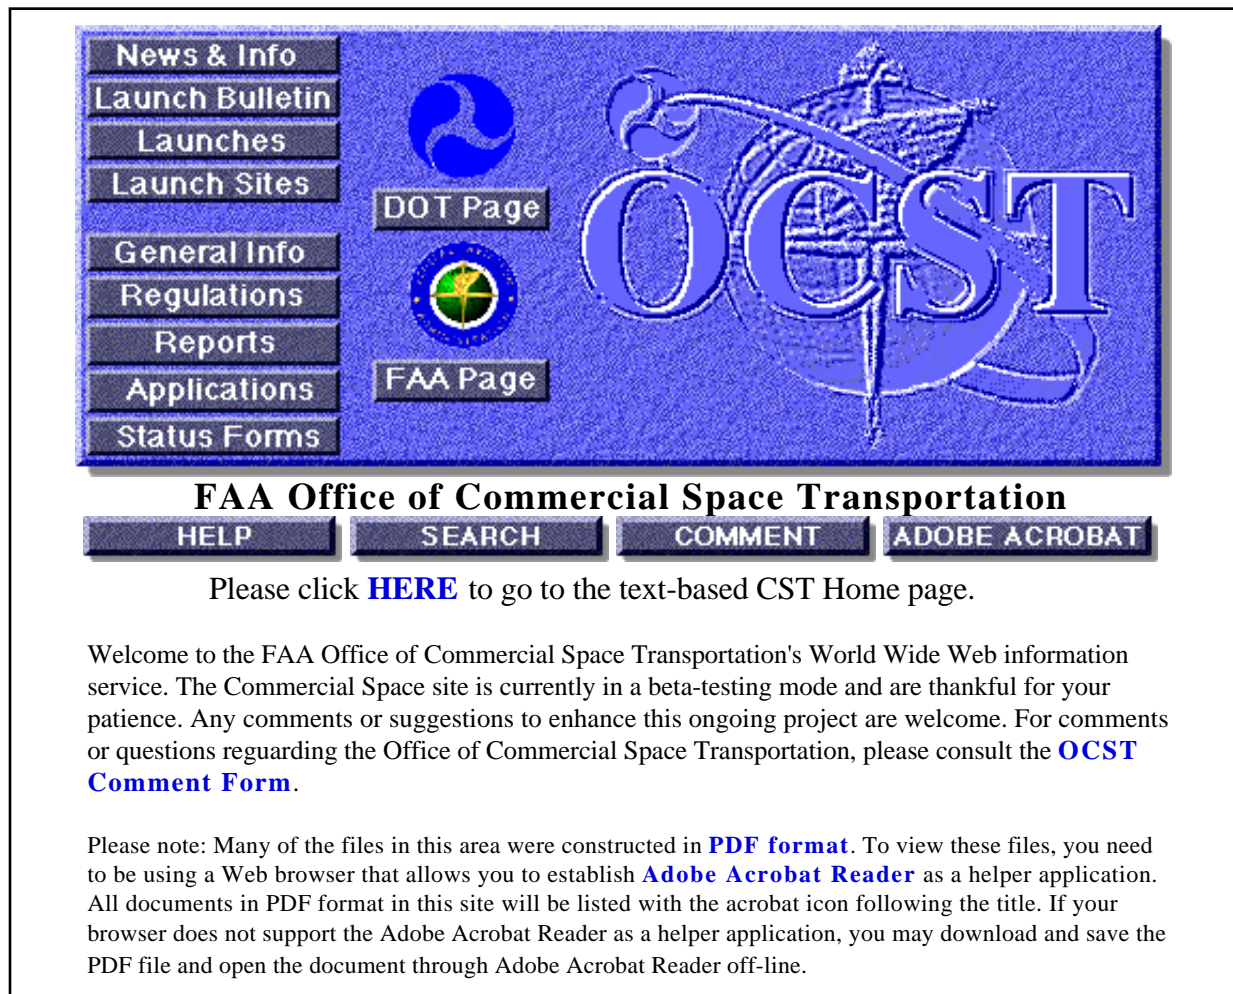 News & Info
Launch Bulletin
Launches
Launch Sites
General Info
Regulations
Reports
Applications
Status Forms
DOT Page
FAA Page
OCST
FAA Office of Commercial Space Transportation
HELP
SEARCH
COMMENT
ADOBE ACROBAT
Please click HERE to go to the text-based CST Home page.
Welcome to the FAA Office of Commercial Space Transportation's World Wide Web information
service. The Commercial Space site is currently in a beta-testing mode and are thankful for your
patience. Any comments or suggestions to enhance this ongoing project are welcome. For comments
or questions reguarding the Office of Commercial Space Transportation, please consult the OCST
Comment Form.
Please note: Many of the files in this area were constructed in PDF format. To view these files, you need
to be using a Web browser that allows you to establish Adobe Acrobat Reader as a helper application.
All documents in PDF format in this site will be listed with the acrobat icon following the title. If your
browser does not support the Adobe Acrobat Reader as a helper application, you may download and save the
PDF file and open the document through Adobe Acrobat Reader off-line.